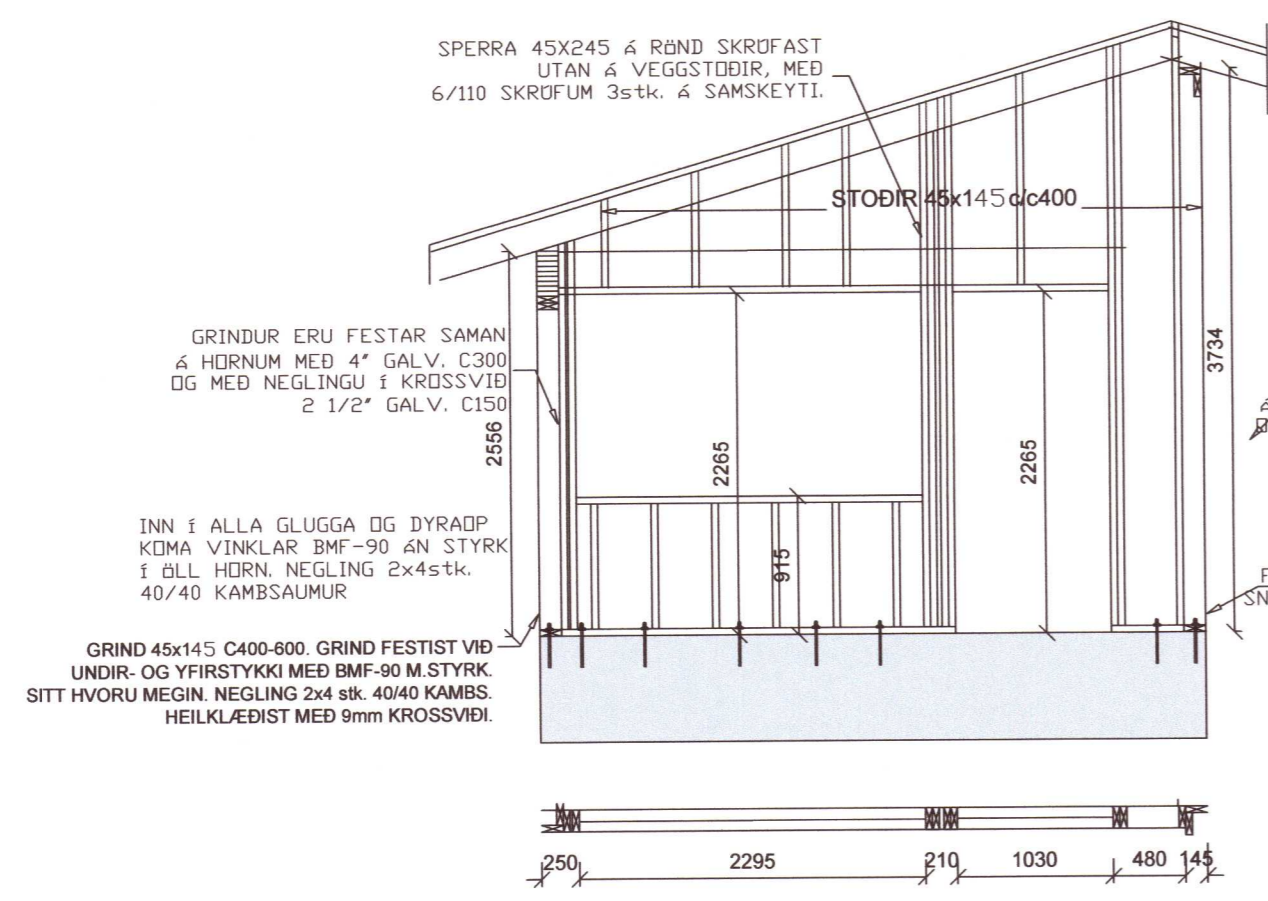 SPERRA 45X245 á RÖND SKRÚFAST
UTAN á VEGGSTOÐIR, MEÐ
6/110 SKRÚFUM 3stk. á SAMSKEYTI.
STOÐIR 45x145 c/c400
GRINDUR ERU FESTAR SAMAN
á HORNUM MEÐ 4" GALV. C300
OG MEÐ NEGLINGU í KROSSVIÐ
2 1/2" GALV. C150
2556
2265
2265
3734
915
INN í ALLA GLUGGA OG DYRAOP
KOMA VINKLAR BMF-90 áN STYRK
í ÖLL HORN. NEGLING 2x4stk.
40/40 KAMBSAUMUR
GRIND 45x145 C400-600. GRIND FESTIST VIÐ
UNDIR- OG YFIRSTYKKI MEÐ BMF-90 M.STYRK.
SITT HVORU MEGIN. NEGLING 2x4 stk. 40/40 KAMBS.
HEILKLÆÐIST MEÐ 9mm KROSSVIÐI.
SN
250 2295 210 1030 480 145